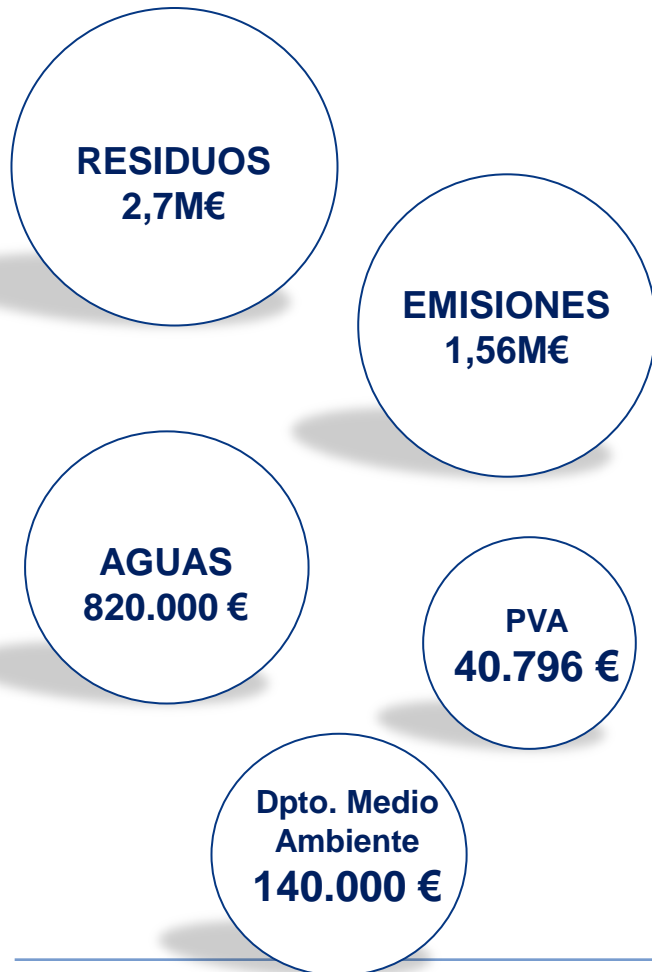 RESIDUOS
2,7M€
EMISIONES
1,56M€
AGUAS
820.000 €
PVA
40.796 €
Dpto. Medio
Ambiente
140.000 €